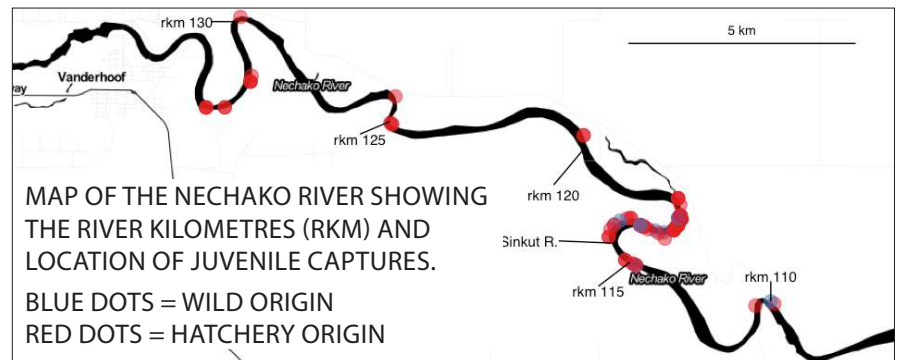 rkm 130
5 km
Vanderhoof
way
Nechako River
rkm 125
rkm 120
MAP OF THE NECHAKO RIVER SHOWING
THE RIVER KILOMETRES (RKM) AND
LOCATION OF JUVENILE CAPTURES.
Sinkut R.
Nechako River
rkm 115
rkm 110
BLUE DOTS = WILD ORIGIN
RED DOTS = HATCHERY ORIGIN